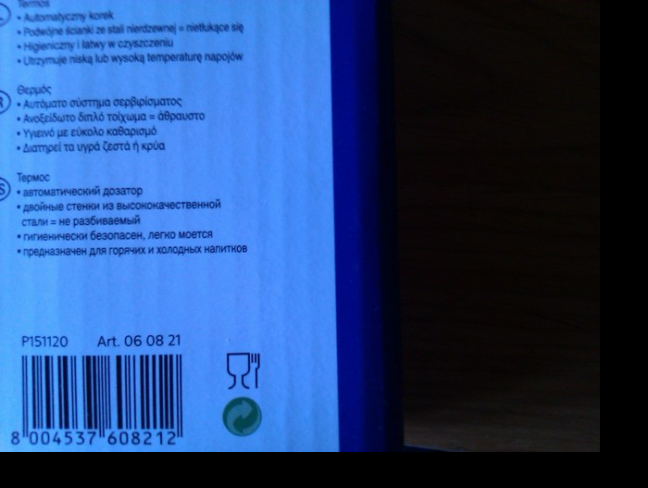 Termos
• Automatyczny korek
• Podwójne ścianki ze stali nierdzewnej = nietłukące się
• Higieniczny i łatwy w czyszczeniu
• Utrzymuje niską lub wysoką temperaturę napojów
Θερμός
• Αυτόματο σύστημα σερβιρίσματος
• Ανοξείδωτο διπλό τοίχωμα = άθραυστο
• Υγιεινό με εύκολο καθαρισμό
• Διατηρεί τα υγρά ζεστά ή κρύα
Термос
• автоматический дозатор
• двойные стенки из высококачественной
стали = не разбиваемый
• гигиенически безопасен, легко моется
• предназначен для горячих и холодных напитков
P151120 Art. 06 08 21
8 004537 608212